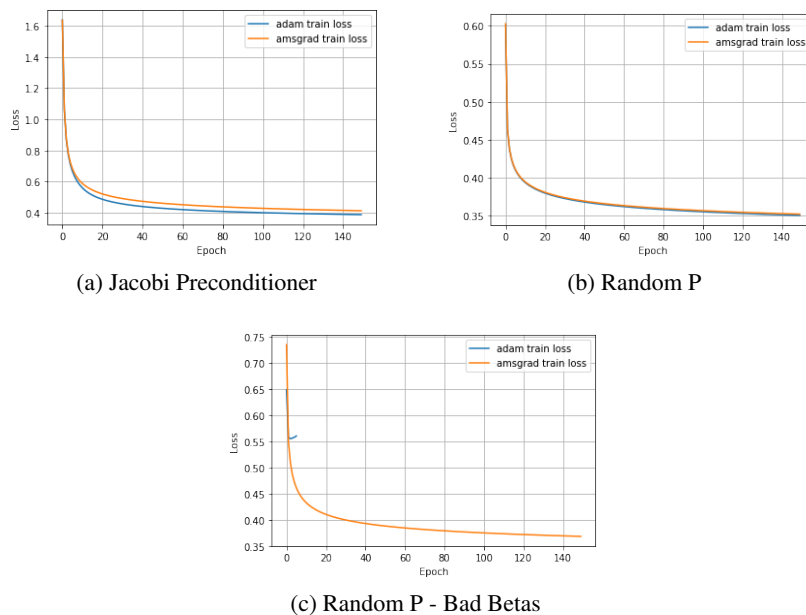 adam train loss
amsgrad train loss
1.6
1.4
1.2
1.0
0.8
0.6
0.4
Loss
0 20 40 60 80 100 120 140
Epoch
(a) Jacobi Preconditioner
adam train loss
amsgrad train loss
0.60
0.55
0.50
0.45
0.40
0.35
Loss
0 20 40 60 80 100 120 140
Epoch
(b) Random P
adam train loss
amsgrad train loss
0.75
0.70
0.65
0.60
0.55
0.50
0.45
0.40
0.35
Loss
0 20 40 60 80 100 120 140
Epoch
(c) Random P - Bad Betas